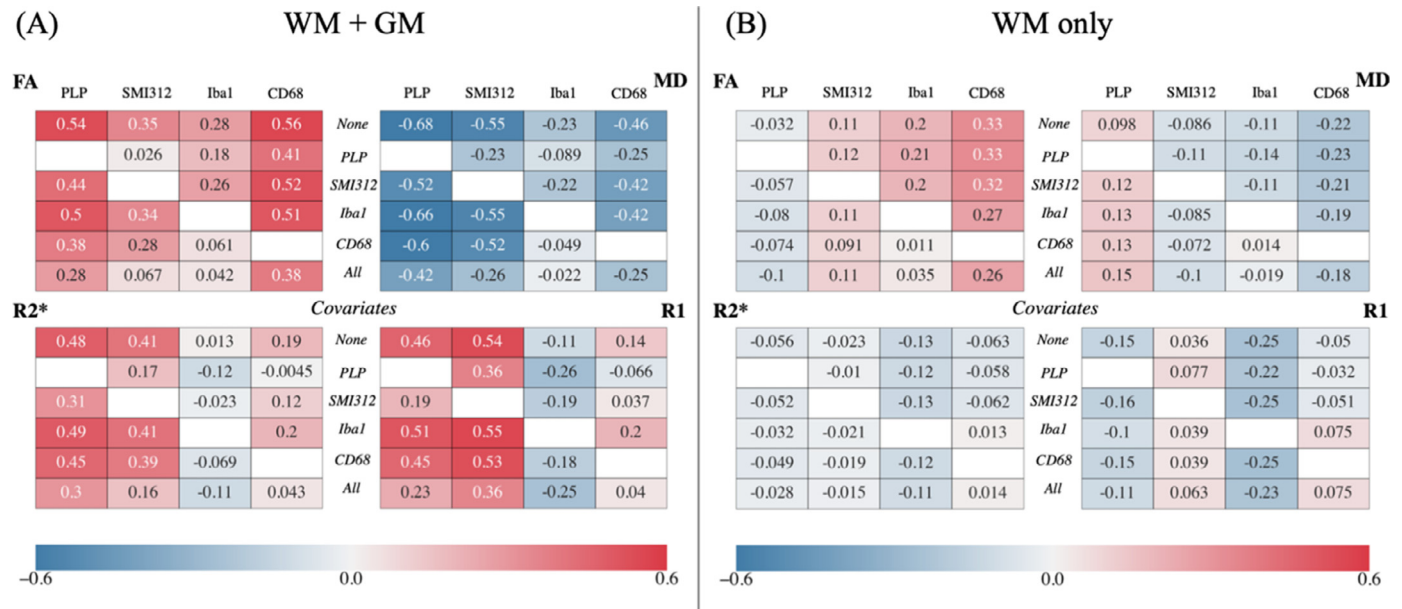 (A) WM + GM
FA PLP SMI312 Iba1 CD68 PLP SMI312 Iba1 CD68 MD
0.54 0.35 0.28 0.56 None -0.68 -0.55 -0.23 -0.46
0.026 0.18 0.41 PLP -0.23 -0.089 -0.25
0.44 0.26 0.52 SMI312 -0.52 -0.22 -0.42
0.5 0.34 0.51 Iba1 -0.66 -0.55 -0.42
0.38 0.28 0.061 CD68 -0.6 -0.52 -0.049
0.28 0.067 0.042 0.38 All -0.42 -0.26 -0.022 -0.25
R2* Covariates R1
0.48 0.41 0.013 0.19 None 0.46 0.54 -0.11 0.14
0.17 -0.12 -0.0045 PLP 0.36 -0.26 -0.066
0.31 -0.023 0.12 SMI312 0.19 -0.19 0.037
0.49 0.41 0.2 Iba1 0.51 0.55 0.2
0.45 0.39 -0.069 CD68 0.45 0.53 -0.18
0.3 0.16 -0.11 0.043 All 0.23 0.36 -0.25 0.04
−0.6 0.0 0.6
(B) WM only
FA PLP SMI312 Iba1 CD68 PLP SMI312 Iba1 CD68 MD
-0.032 0.11 0.2 0.33 None 0.098 -0.086 -0.11 -0.22
0.12 0.21 0.33 PLP -0.11 -0.14 -0.23
-0.057 0.2 0.32 SMI312 0.12 -0.11 -0.21
-0.08 0.11 0.27 Iba1 0.13 -0.085 -0.19
-0.074 0.091 0.011 CD68 0.13 -0.072 0.014
-0.1 0.11 0.035 0.26 All 0.15 -0.1 -0.019 -0.18
R2* Covariates R1
-0.056 -0.023 -0.13 -0.063 None -0.15 0.036 -0.25 -0.05
-0.01 -0.12 -0.058 PLP 0.077 -0.22 -0.032
-0.052 -0.13 -0.062 SMI312 -0.16 -0.25 -0.051
-0.032 -0.021 0.013 Iba1 -0.1 0.039 0.075
-0.049 -0.019 -0.12 CD68 -0.15 0.039 -0.25
-0.028 -0.015 -0.11 0.014 All -0.11 0.063 -0.23 0.075
−0.6 0.0 0.6